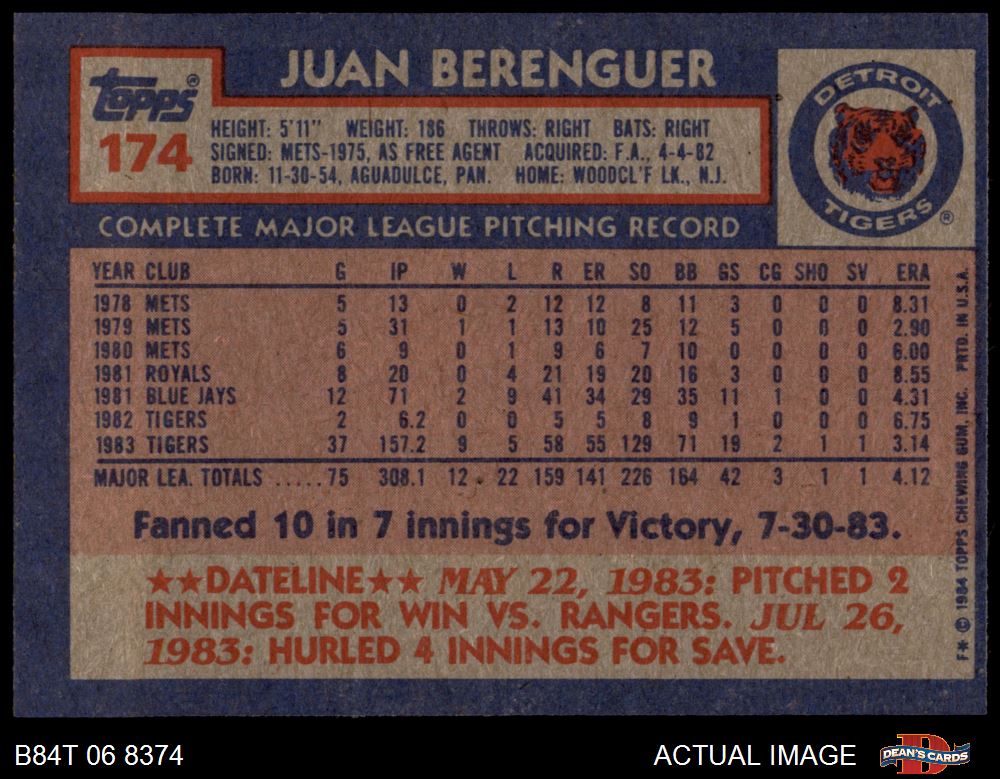 JUAN BERENGUER
Topps®
174
HEIGHT: 5'11" WEIGHT: 186 THROWS: RIGHT BATS: RIGHT
SIGNED: METS-1975, AS FREE AGENT ACQUIRED: F.A., 4-4-82
BORN: 11-30-54, AGUADULCE, PAN. HOME: WOODCL'F LK., N.J.
DETROIT
TIGERS®
COMPLETE MAJOR LEAGUE PITCHING RECORD
YEAR CLUB G IP W L R ER SO BB GS CG SHO SV ERA
1978 METS 5 13 0 2 12 12 8 11 3 0 0 0 8.31
1979 METS 5 31 1 1 13 10 25 12 5 0 0 0 2.90
1980 METS 6 9 0 1 9 6 7 10 0 0 0 0 6.00
1981 ROYALS 8 20 0 4 21 19 20 16 3 0 0 0 8.55
1981 BLUE JAYS 12 71 2 9 41 34 29 35 11 1 0 0 4.31
1982 TIGERS 2 6.2 0 0 5 5 8 9 1 0 0 0 6.75
1983 TIGERS 37 157.2 9 5 58 55 129 71 19 2 1 1 3.14
MAJOR LEA. TOTALS .....75 308.1 12 22 159 141 226 164 42 3 1 1 4.12
Fanned 10 in 7 innings for Victory, 7-30-83.
★★DATELINE★★ MAY 22, 1983: PITCHED 2
INNINGS FOR WIN VS. RANGERS. JUL 26,
1983: HURLED 4 INNINGS FOR SAVE.
F* © 1984 TOPPS CHEWING GUM, INC. PRTD. IN U.S.A.
B84T 06 8374
ACTUAL IMAGE
DEAN'S CARDS